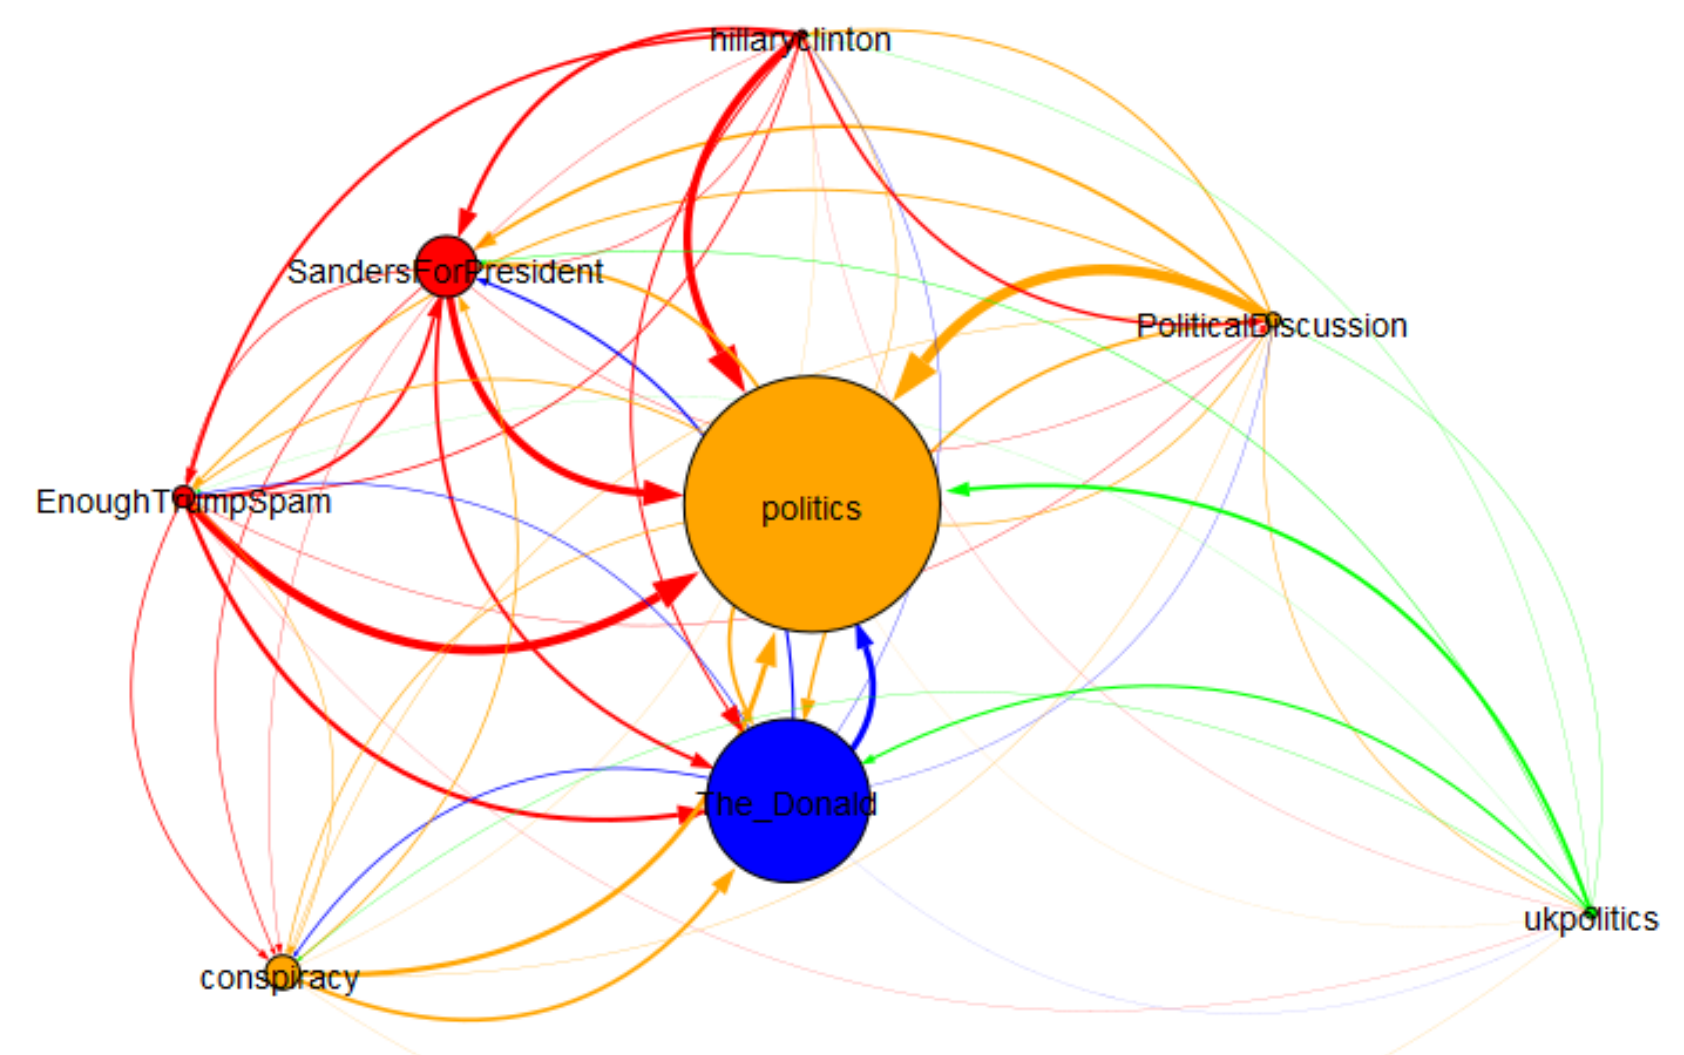 hillaryclinton
SandersForPresident
PoliticalDiscussion
EnoughTrumpSpam
politics
The_Donald
ukpolitics
conspiracy